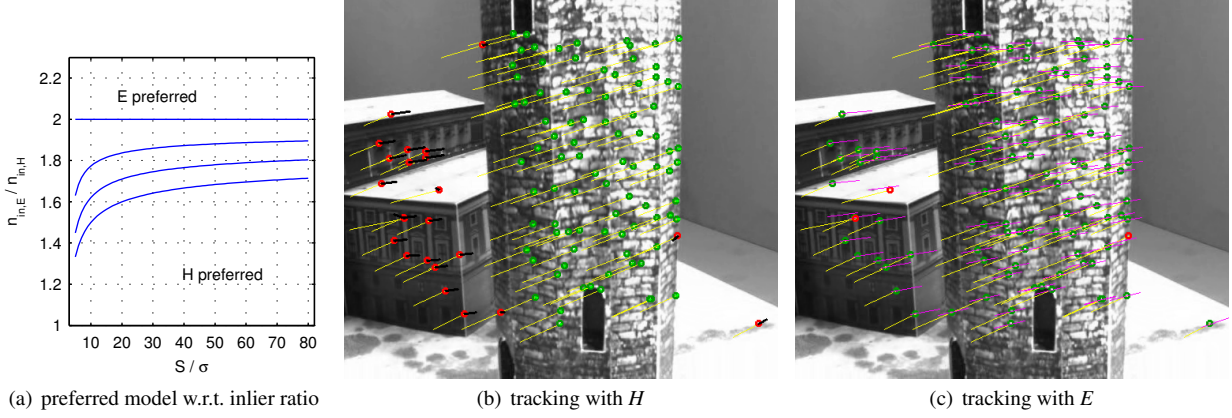 2.2
2
1.8
1.6
1.4
1.2
1
n_in,E / n_in,H
E preferred
H preferred
10 20 30 40 50 60 70 80
S / σ
(a) preferred model w.r.t. inlier ratio
(b) tracking with H
(c) tracking with E